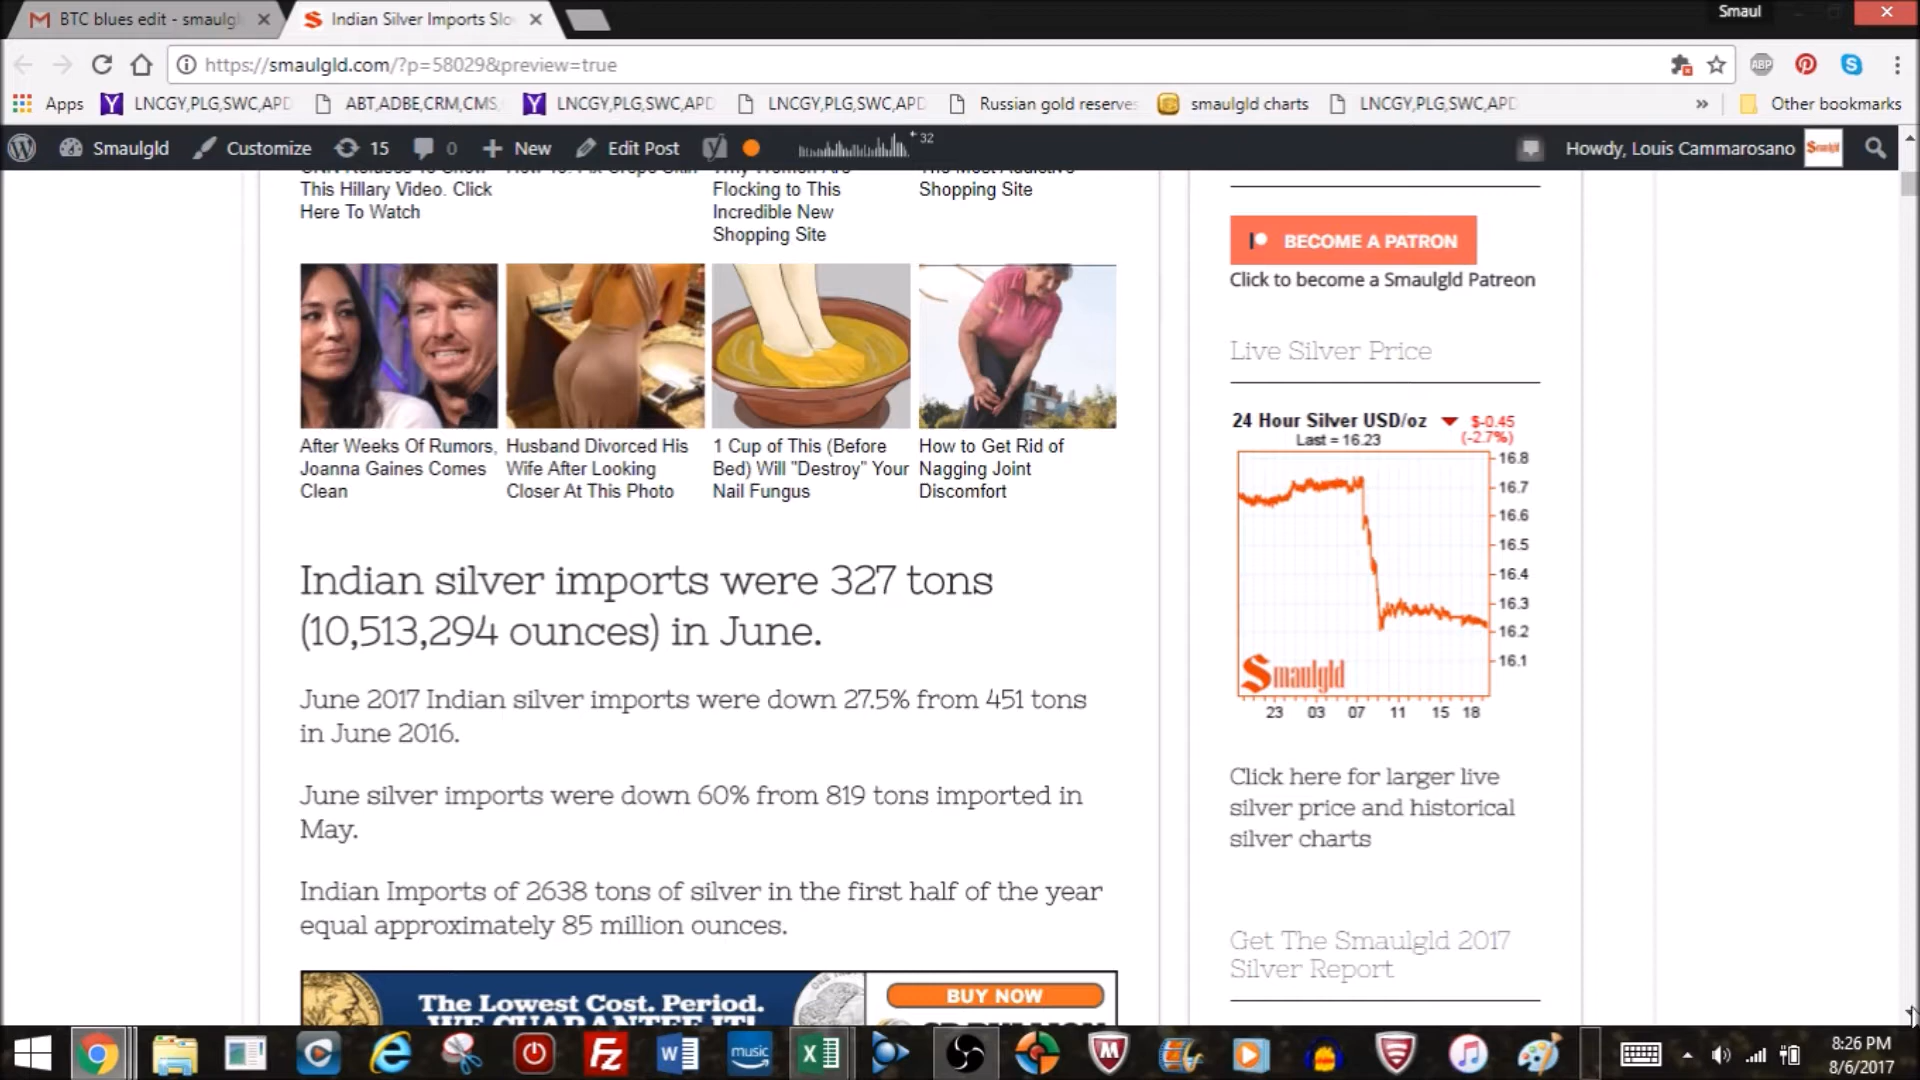 BTC blues edit - smaulgl
Indian Silver Imports Slo
Smaul
https://smaulgld.com/?p=58029&preview=true
ABP
Apps
LNCGY,PLG,SWC,APD
ABT,ADBE,CRM,CMS,
LNCGY,PLG,SWC,APD
LNCGY,PLG,SWC,APD
Russian gold reserves
smaulgld charts
LNCGY,PLG,SWC,APD
»
Other bookmarks
Smaulgld
Customize
15
0
New
Edit Post
32
Howdy, Louis Cammarosano
This Hillary Video. Click
Here To Watch
Flocking to This
Incredible New
Shopping Site
Shopping Site
After Weeks Of Rumors,
Joanna Gaines Comes
Clean
Husband Divorced His
Wife After Looking
Closer At This Photo
1 Cup of This (Before
Bed) Will "Destroy" Your
Nail Fungus
How to Get Rid of
Nagging Joint
Discomfort
Indian silver imports were 327 tons
(10,513,294 ounces) in June.
June 2017 Indian silver imports were down 27.5% from 451 tons
in June 2016.
June silver imports were down 60% from 819 tons imported in
May.
Indian Imports of 2638 tons of silver in the first half of the year
equal approximately 85 million ounces.
The Lowest Cost. Period.
WE GUARANTEE IT!
BUY NOW
BECOME A PATRON
Click to become a Smaulgld Patreon
Live Silver Price
24 Hour Silver USD/oz
$-0.45
Last = 16.23
(-2.7%)
16.8
16.7
16.6
16.5
16.4
16.3
16.2
16.1
Smaulgld
23 03 07 11 15 18
Click here for larger live
silver price and historical
silver charts
Get The Smaulgld 2017
Silver Report
music
8:26 PM
8/6/2017